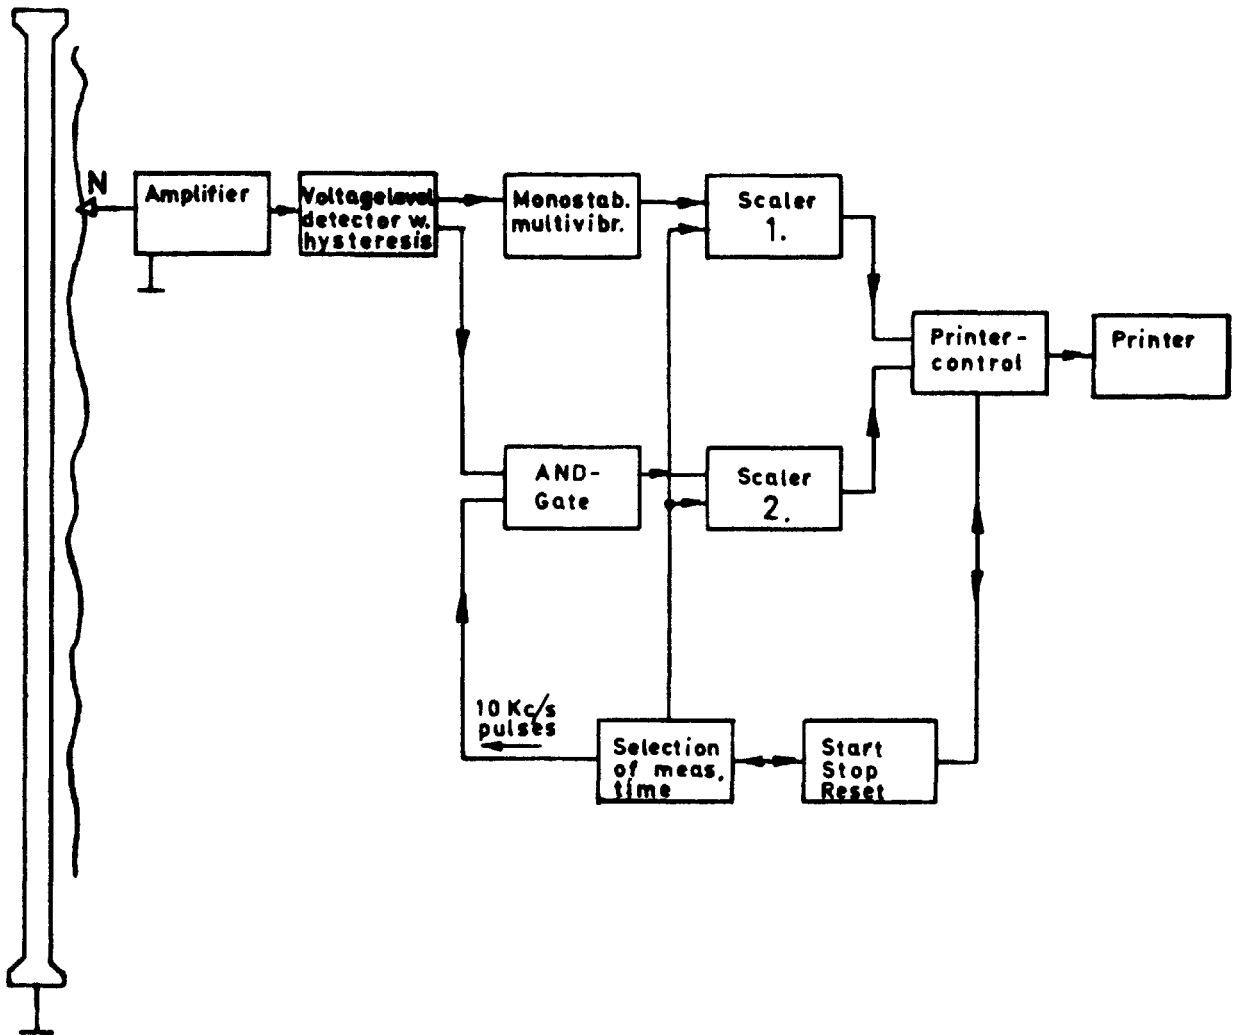 N
Amplifier
Voltagelevel
detector w.
hysteresis
Monostab.
multivibr.
Scaler
1.
Printer-
control
Printer
AND-
Gate
Scaler
2.
10 Kc/s
pulses
Selection
of meas,
time
Start
Stop
Reset